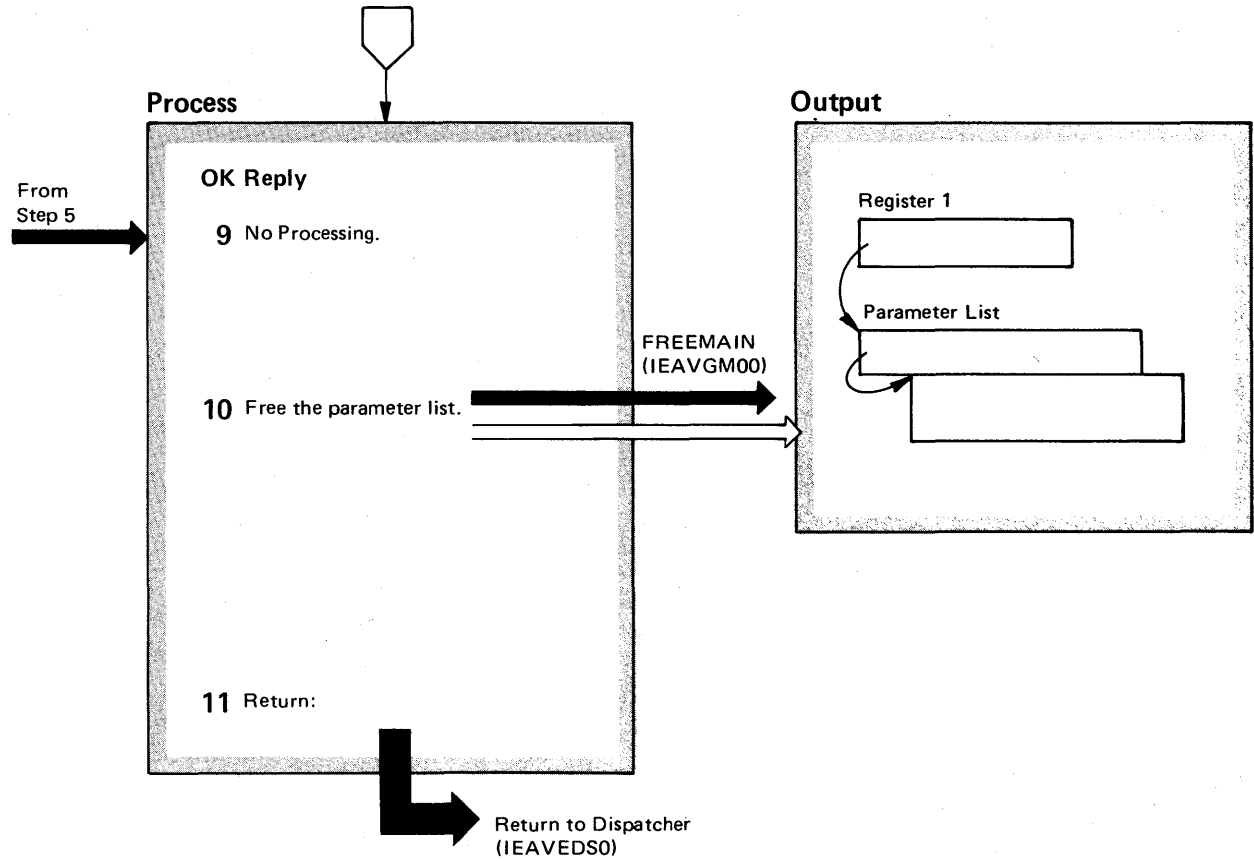 Process
Output
From
Step 5
OK Reply
9 No Processing.
Register 1
Parameter List
FREEMAIN
(IEAVGM00)
10 Free the parameter list.
11 Return:
Return to Dispatcher
(IEAVEDS0)